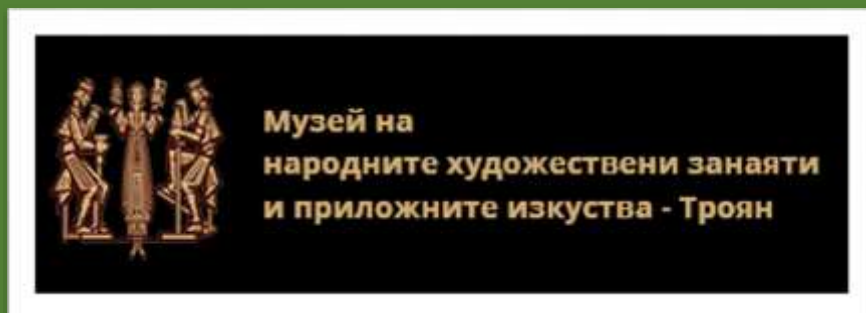 Музей на
народните художествени занаяти
и приложните изкуства - Троян